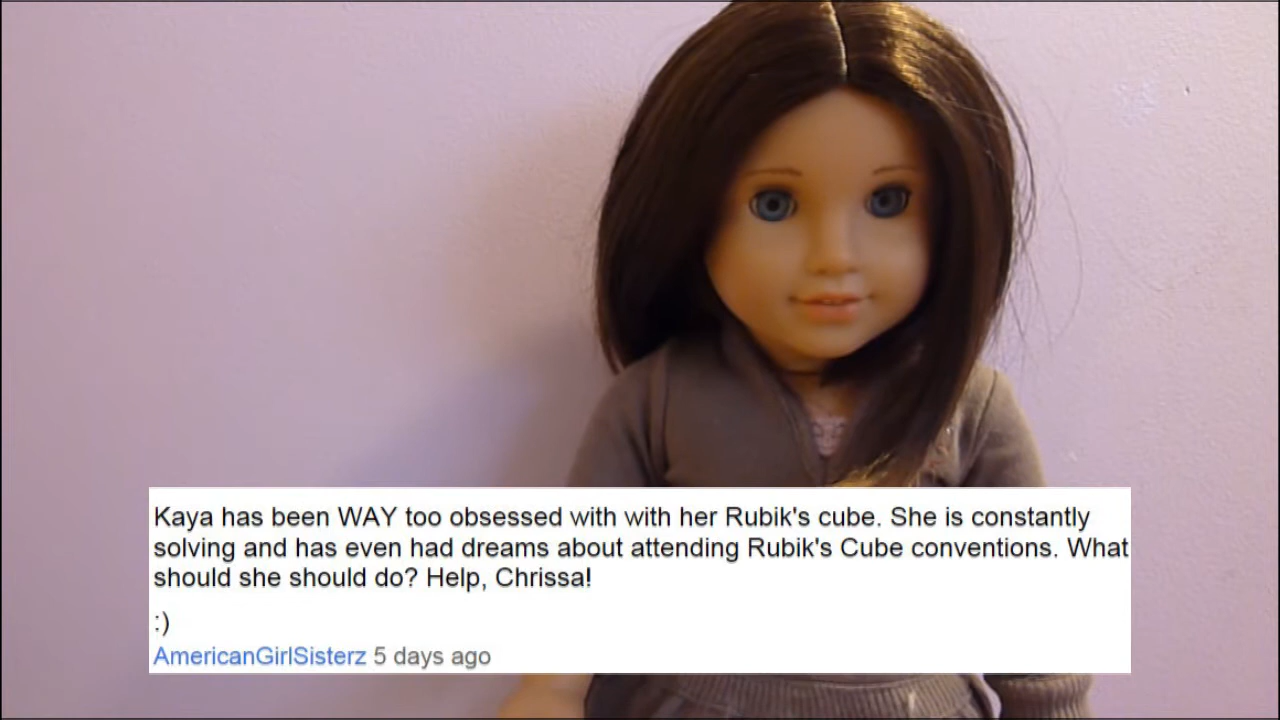 Kaya has been WAY too obsessed with with her Rubik's cube. She is constantly
solving and has even had dreams about attending Rubik's Cube conventions. What
should she should do? Help, Chrissa!
:)
AmericanGirlSisterz 5 days ago